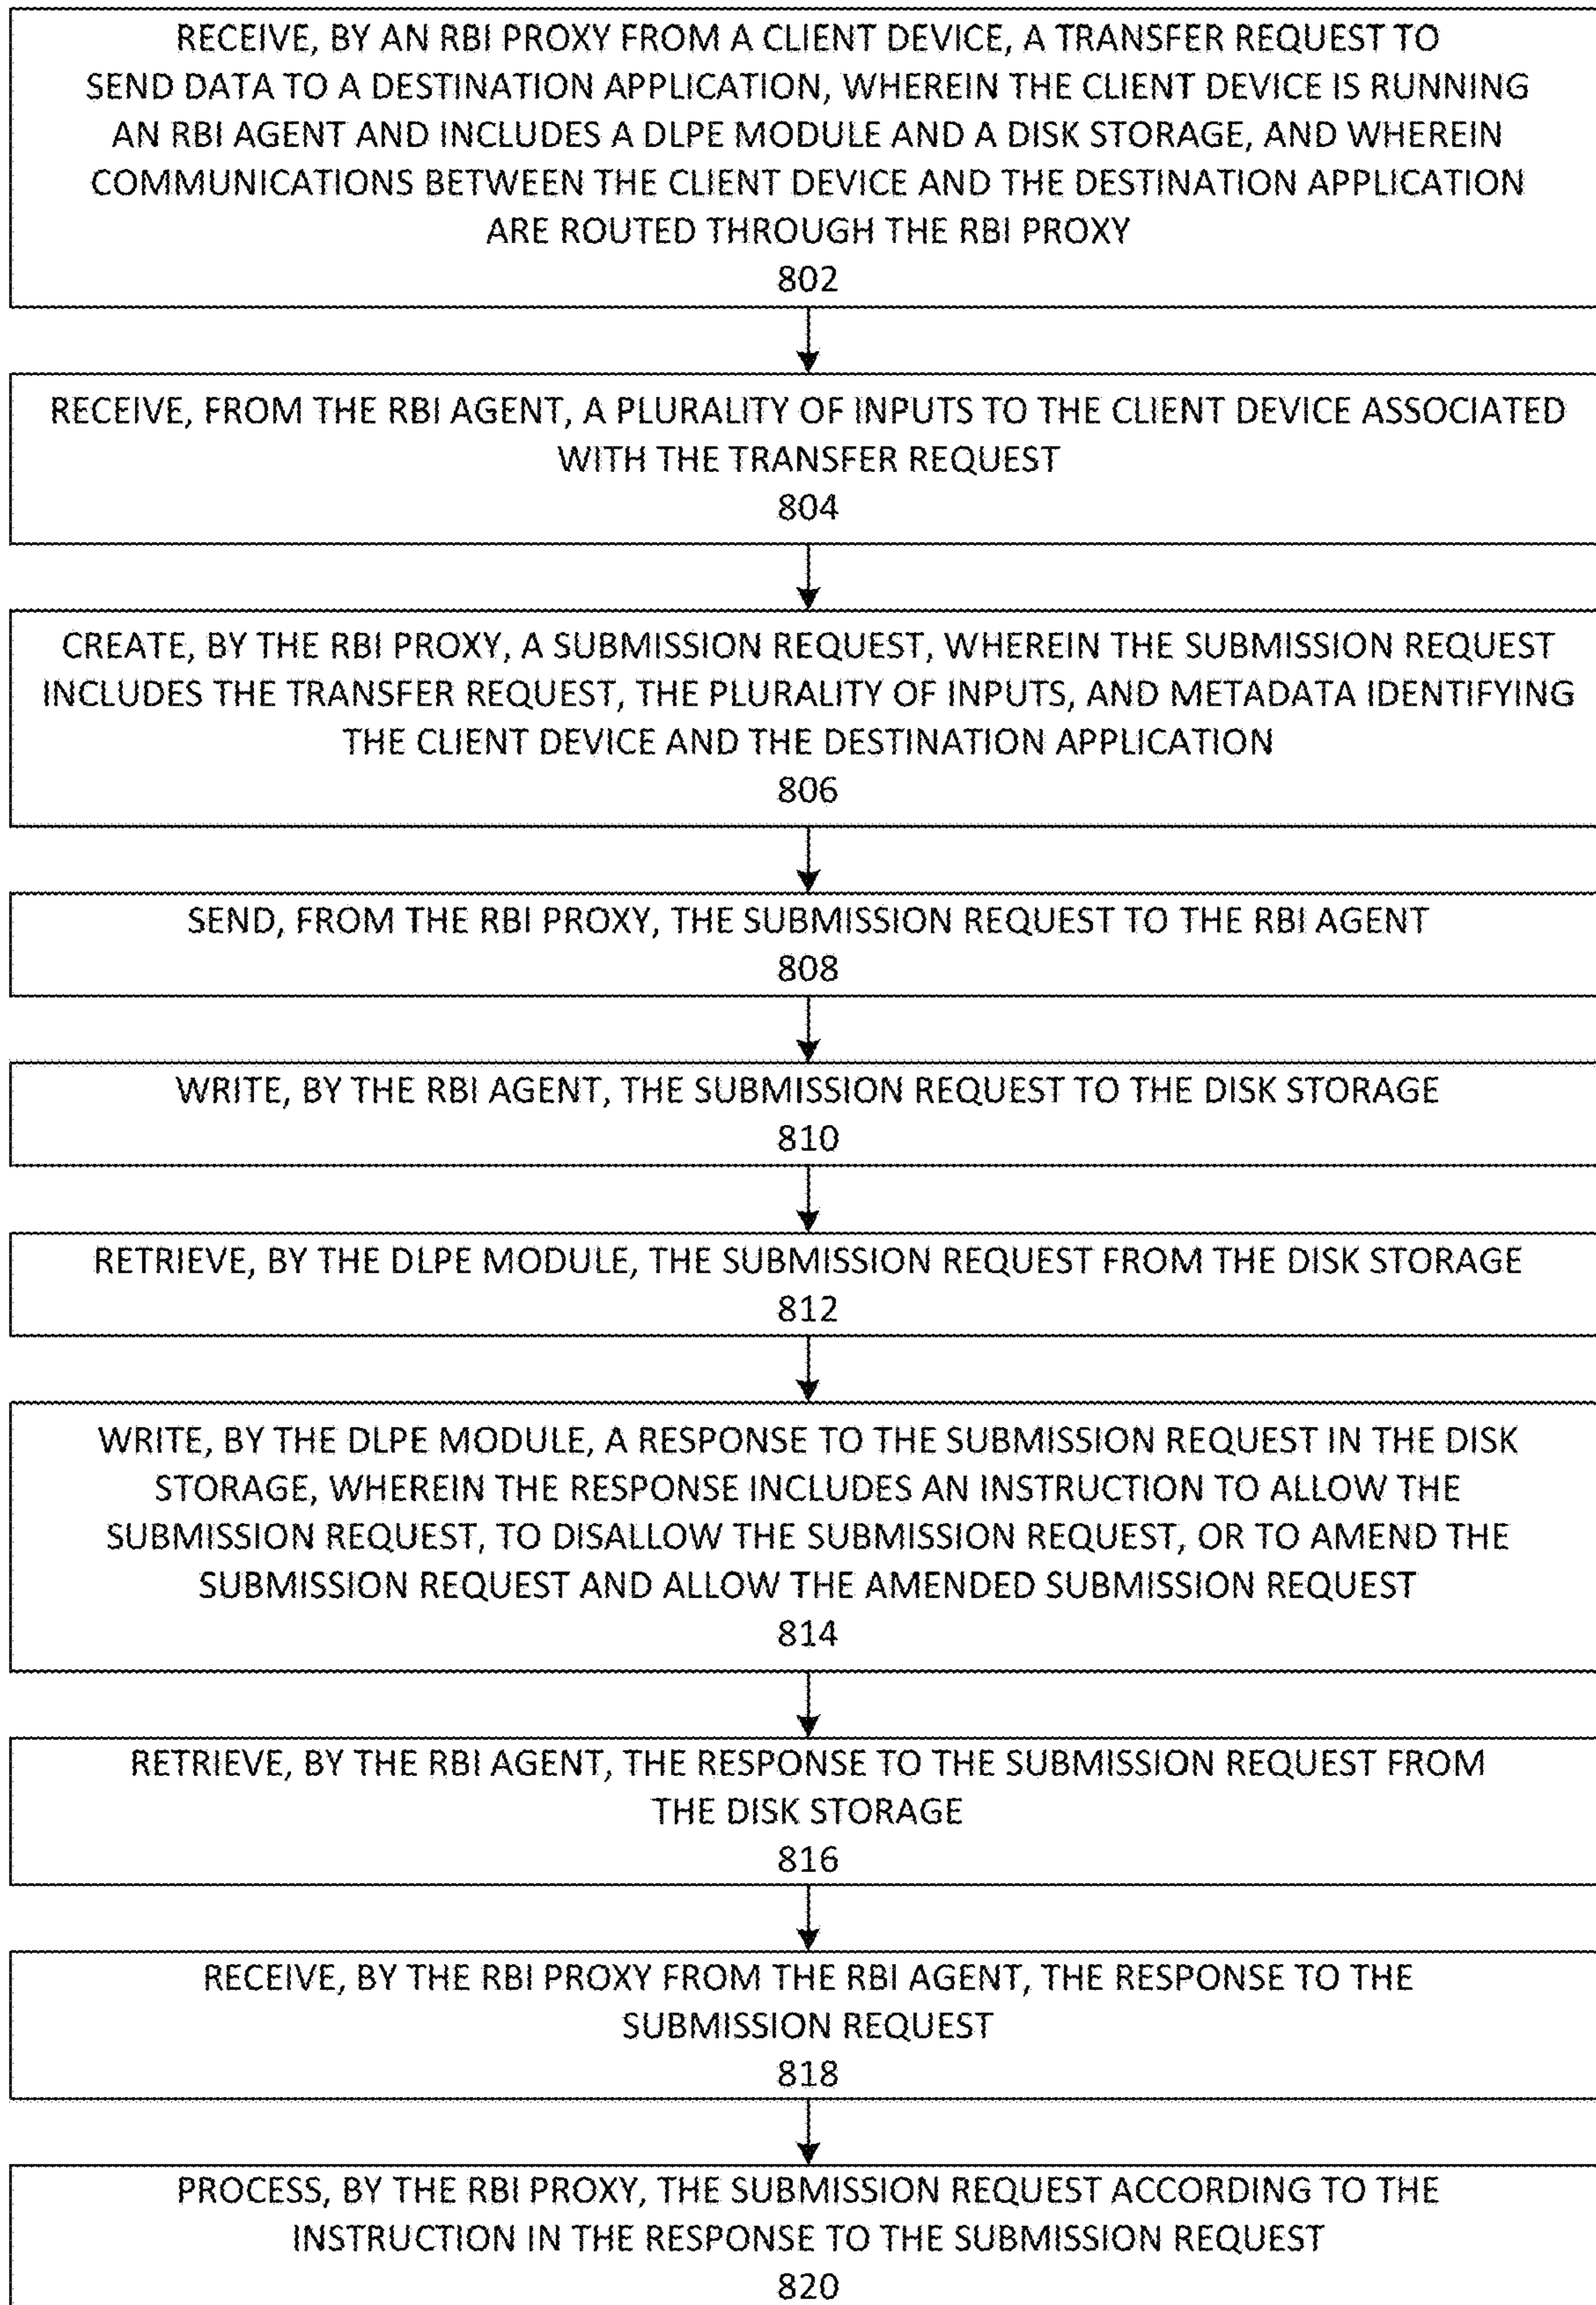 RECEIVE, BY AN RBI PROXY FROM A CLIENT DEVICE, A TRANSFER REQUEST TO
SEND DATA TO A DESTINATION APPLICATION, WHEREIN THE CLIENT DEVICE IS RUNNING
AN RBI AGENT AND INCLUDES A DLPE MODULE AND A DISK STORAGE, AND WHEREIN
COMMUNICATIONS BETWEEN THE CLIENT DEVICE AND THE DESTINATION APPLICATION
ARE ROUTED THROUGH THE RBI PROXY
802
RECEIVE, FROM THE RBI AGENT, A PLURALITY OF INPUTS TO THE CLIENT DEVICE ASSOCIATED
WITH THE TRANSFER REQUEST
804
CREATE, BY THE RBI PROXY, A SUBMISSION REQUEST, WHEREIN THE SUBMISSION REQUEST
INCLUDES THE TRANSFER REQUEST, THE PLURALITY OF INPUTS, AND METADATA IDENTIFYING
THE CLIENT DEVICE AND THE DESTINATION APPLICATION
806
SEND, FROM THE RBI PROXY, THE SUBMISSION REQUEST TO THE RBI AGENT
808
WRITE, BY THE RBI AGENT, THE SUBMISSION REQUEST TO THE DISK STORAGE
810
RETRIEVE, BY THE DLPE MODULE, THE SUBMISSION REQUEST FROM THE DISK STORAGE
812
WRITE, BY THE DLPE MODULE, A RESPONSE TO THE SUBMISSION REQUEST IN THE DISK
STORAGE, WHEREIN THE RESPONSE INCLUDES AN INSTRUCTION TO ALLOW THE
SUBMISSION REQUEST, TO DISALLOW THE SUBMISSION REQUEST, OR TO AMEND THE
SUBMISSION REQUEST AND ALLOW THE AMENDED SUBMISSION REQUEST
814
RETRIEVE, BY THE RBI AGENT, THE RESPONSE TO THE SUBMISSION REQUEST FROM
THE DISK STORAGE
816
RECEIVE, BY THE RBI PROXY FROM THE RBI AGENT, THE RESPONSE TO THE
SUBMISSION REQUEST
818
PROCESS, BY THE RBI PROXY, THE SUBMISSION REQUEST ACCORDING TO THE
INSTRUCTION IN THE RESPONSE TO THE SUBMISSION REQUEST
820